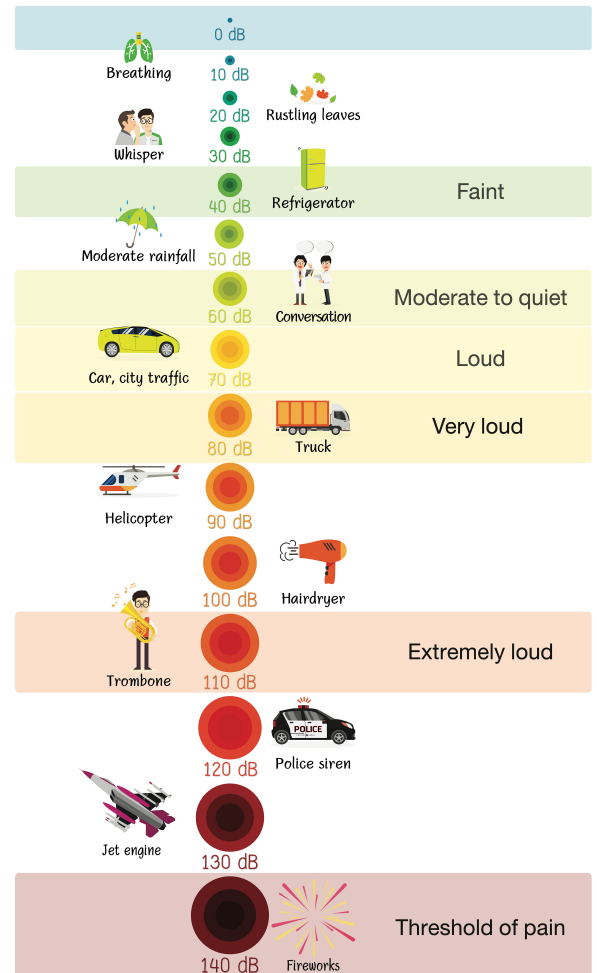 0 dB
Breathing
10 dB
20 dB
Rustling leaves
Whisper
30 dB
40 dB
Refrigerator
Faint
Moderate rainfall
50 dB
60 dB
Conversation
Moderate to quiet
Car, city traffic
70 dB
Loud
80 dB
Truck
Very loud
Helicopter
90 dB
100 dB
Hairdryer
Trombone
110 dB
Extremely loud
POLICE
120 dB
Police siren
Jet engine
130 dB
140 dB
Fireworks
Threshold of pain